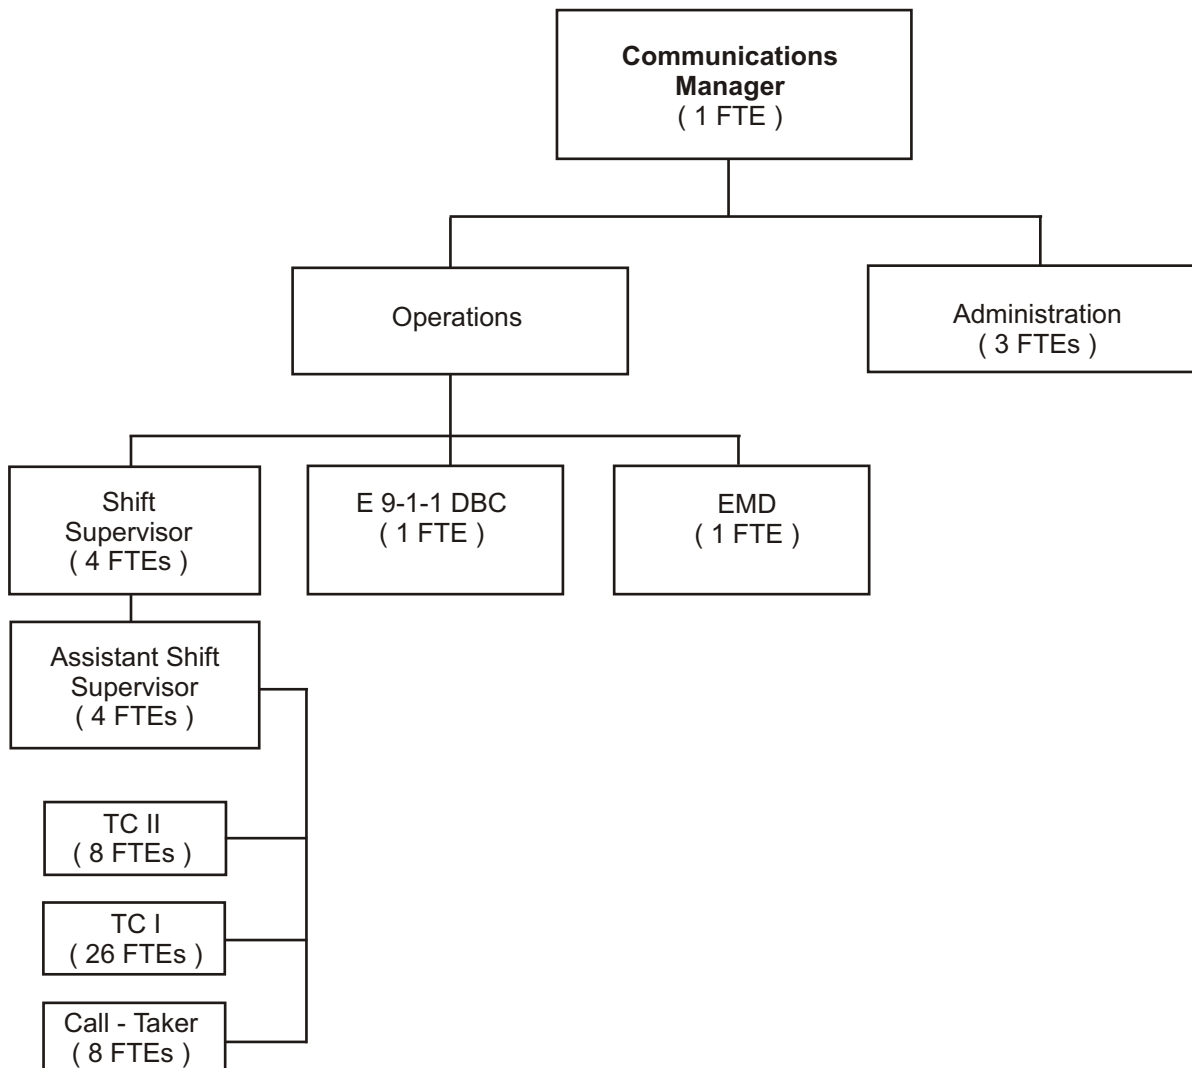 Communications
Manager
( 1 FTE )
Operations
Administration
( 3 FTEs )
Shift
Supervisor
( 4 FTEs )
E 9-1-1 DBC
( 1 FTE )
EMD
( 1 FTE )
Assistant Shift
Supervisor
( 4 FTEs )
TC II
( 8 FTEs )
TC I
( 26 FTEs )
Call - Taker
( 8 FTEs )